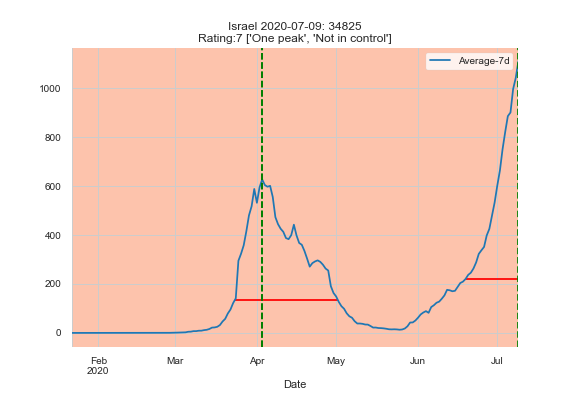 Israel 2020-07-09: 34825
Rating:7 ['One peak', 'Not in control']
Average-7d
1000
800
600
400
200
0
Feb Mar Apr May Jun Jul
2020
Date